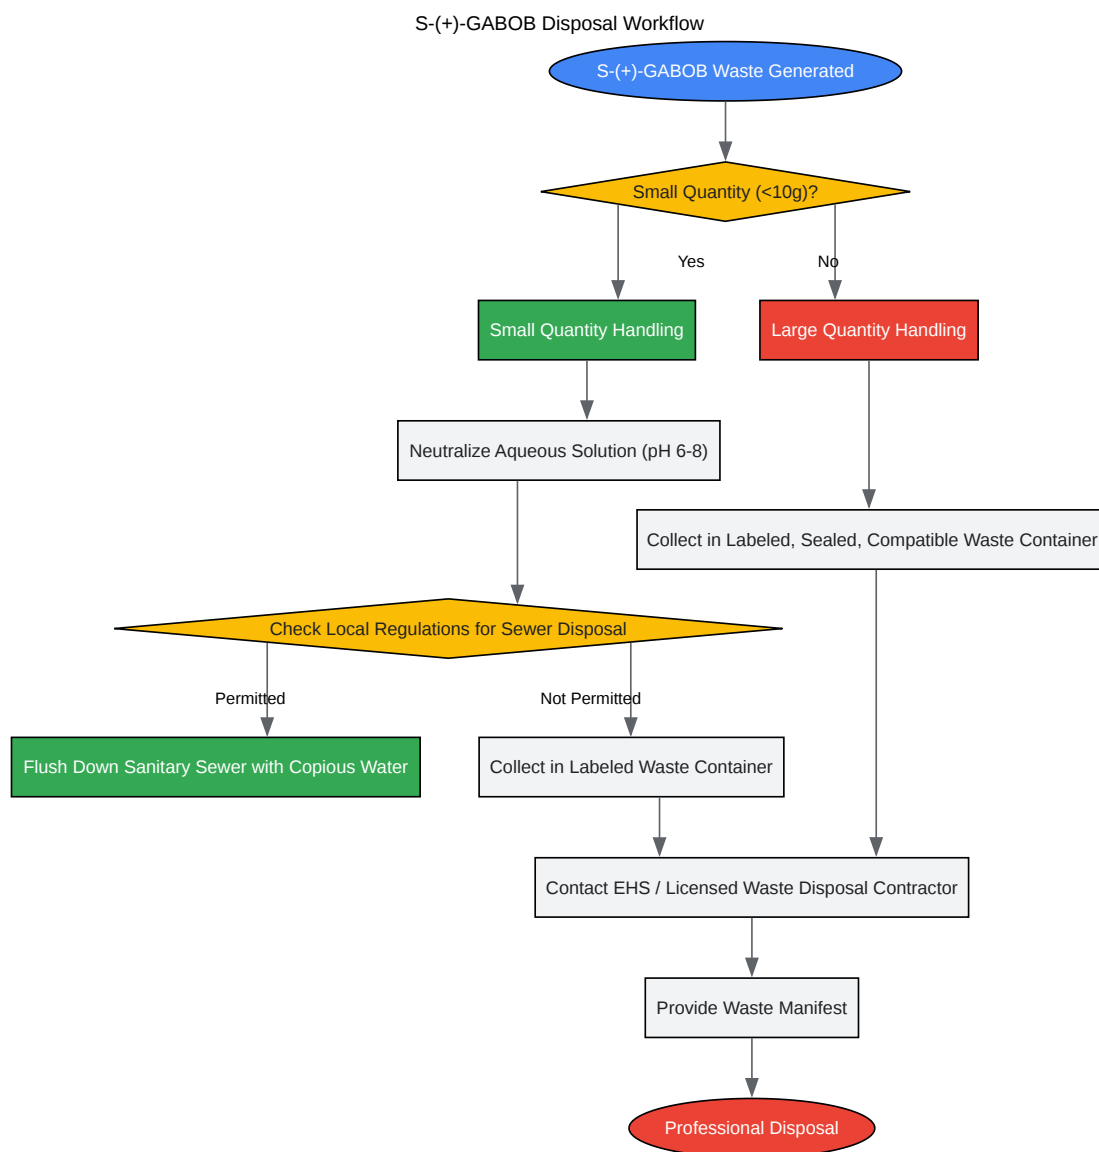 S-(+)-GABOB Disposal Workflow
S-(+)-GABOB Waste Generated
Small Quantity (<10g)?
Yes
No
Small Quantity Handling
Large Quantity Handling
Neutralize Aqueous Solution (pH 6-8)
Collect in Labeled, Sealed, Compatible Waste Container
Check Local Regulations for Sewer Disposal
Permitted
Not Permitted
Flush Down Sanitary Sewer with Copious Water
Collect in Labeled Waste Container
Contact EHS / Licensed Waste Disposal Contractor
Provide Waste Manifest
Professional Disposal